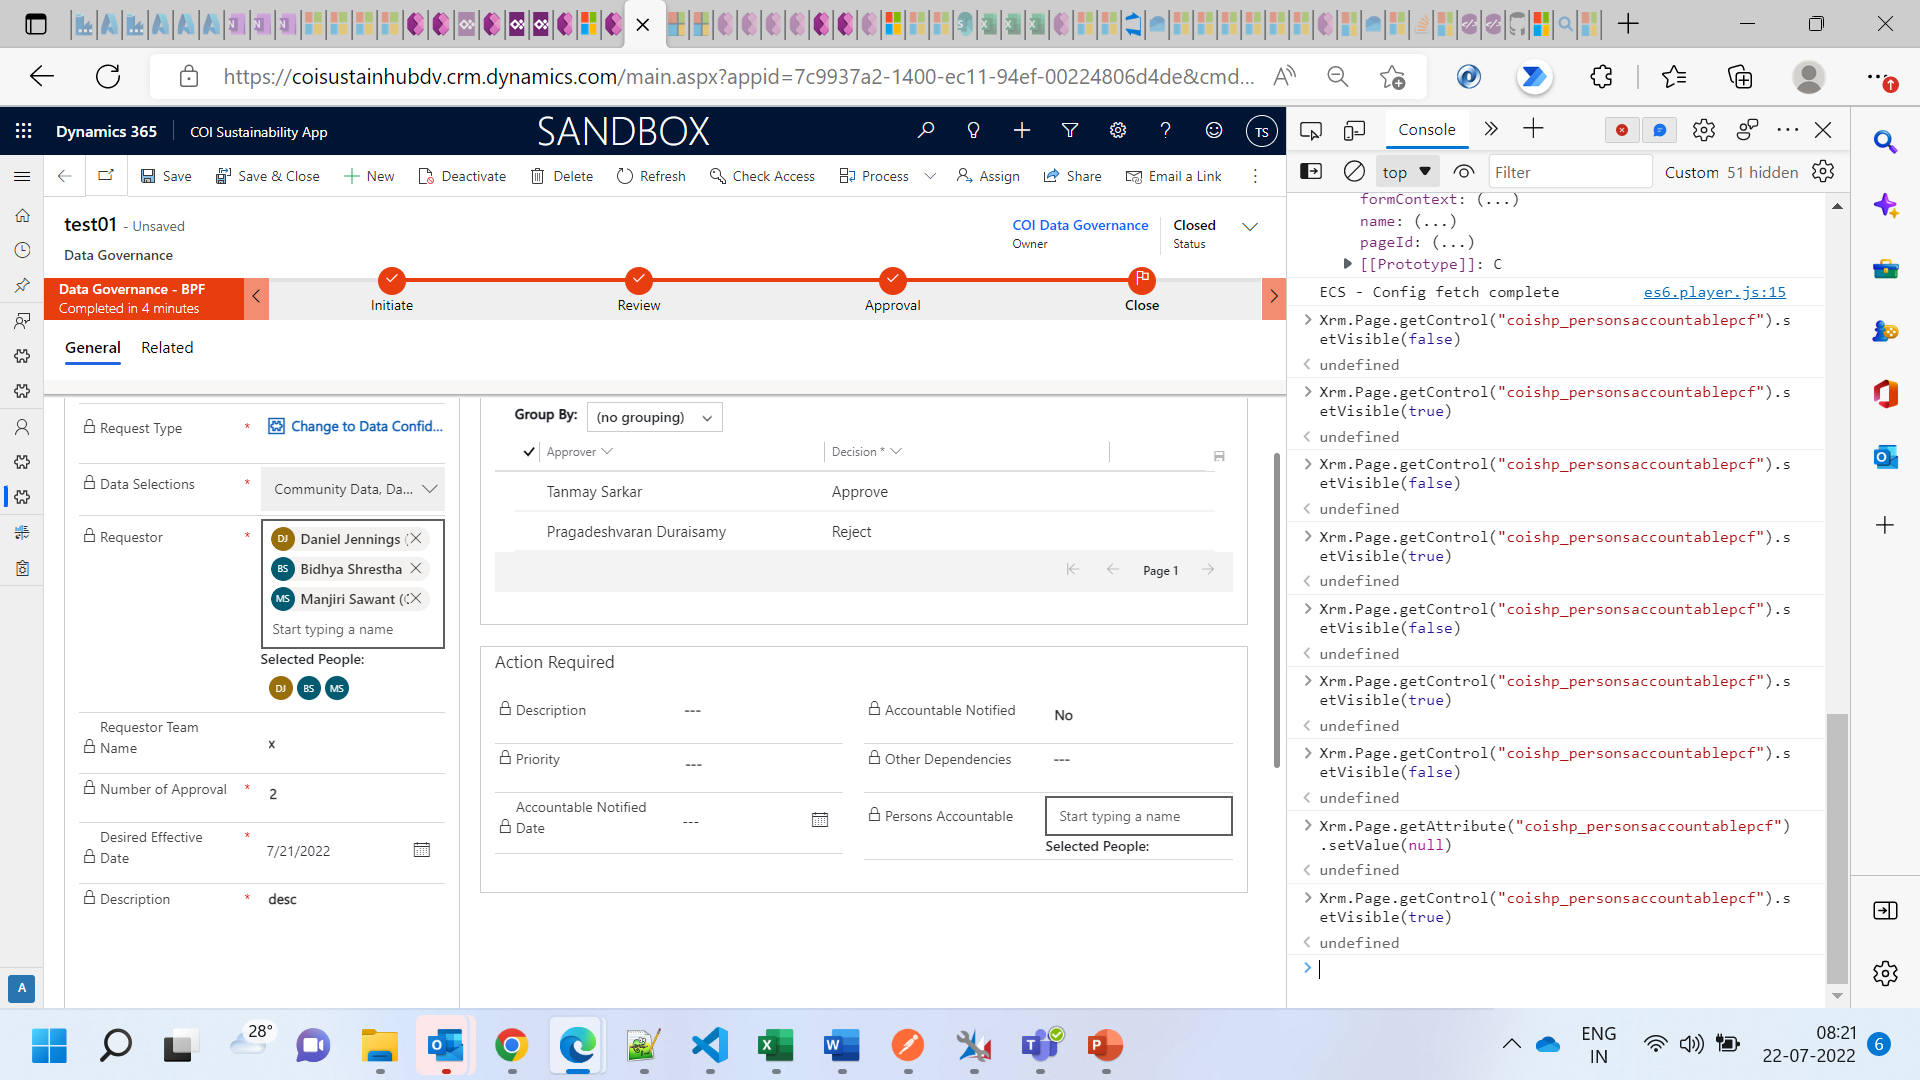 https://coisustainhubdv.crm.dynamics.com/main.aspx?appid=7c9937a2-1400-ec11-94ef-00224806d4de&cmd...
Dynamics 365
COI Sustainability App
SANDBOX
TS
Save
Save & Close
New
Deactivate
Delete
Refresh
Check Access
Process
Assign
Share
Email a Link
test01 - Unsaved
Data Governance
COI Data Governance
Owner
Closed
Status
Data Governance - BPF
Completed in 4 minutes
Initiate
Review
Approval
Close
General
Related
Request Type *
Change to Data Confid...
Data Selections *
Community Data, Da...
Requestor *
DJ Daniel Jennings (
BS Bidhya Shrestha
MS Manjiri Sawant (
Start typing a name
Selected People:
DJ BS MS
Requestor Team
Name
x
Number of Approval *
2
Desired Effective
Date *
7/21/2022
Description *
desc
A
Group By:
(no grouping)
Approver
Decision *
Tanmay Sarkar
Approve
Pragadeshvaran Duraisamy
Reject
Page 1
Action Required
Description
---
Accountable Notified
No
Priority
---
Other Dependencies
---
Accountable Notified
Date
---
Persons Accountable
Start typing a name
Selected People:
Console
top
Filter
Custom
51 hidden
formContext: (...)
name: (...)
pageId: (...)
[[Prototype]]: C
ECS - Config fetch complete
es6.player.js:15
Xrm.Page.getControl("coishp_personsaccountablepcf").s
etVisible(false)
undefined
Xrm.Page.getControl("coishp_personsaccountablepcf").s
etVisible(true)
undefined
Xrm.Page.getControl("coishp_personsaccountablepcf").s
etVisible(false)
undefined
Xrm.Page.getControl("coishp_personsaccountablepcf").s
etVisible(true)
undefined
Xrm.Page.getControl("coishp_personsaccountablepcf").s
etVisible(false)
undefined
Xrm.Page.getControl("coishp_personsaccountablepcf").s
etVisible(true)
undefined
Xrm.Page.getControl("coishp_personsaccountablepcf").s
etVisible(false)
undefined
Xrm.Page.getAttribute("coishp_personsaccountablepcf")
.setValue(null)
undefined
Xrm.Page.getControl("coishp_personsaccountablepcf").s
etVisible(true)
undefined
28°
ENG
IN
08:21
22-07-2022
6